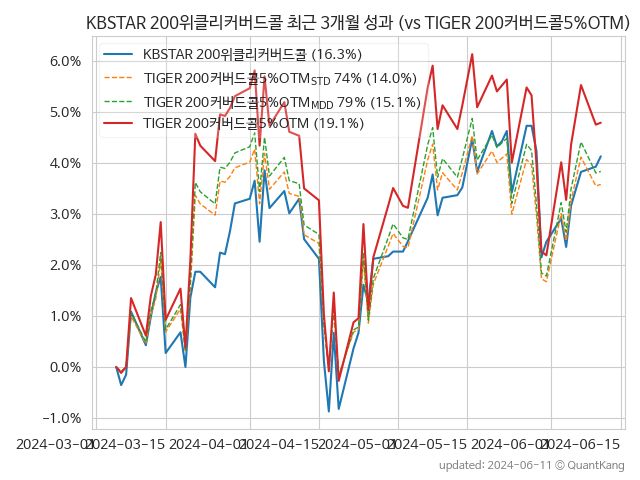 KBSTAR 200위클리커버드콜 최근 3개월 성과 (vs TIGER 200커버드콜5%OTM)
KBSTAR 200위클리커버드콜 (16.3%)
TIGER 200커버드콜5%OTM_STD 74% (14.0%)
TIGER 200커버드콜5%OTM_MDD 79% (15.1%)
TIGER 200커버드콜5%OTM (19.1%)
6.0%
5.0%
4.0%
3.0%
2.0%
1.0%
0.0%
-1.0%
2024-03-01
2024-03-15
2024-04-01
2024-04-15
2024-05-01
2024-05-15
2024-06-01
2024-06-15
updated: 2024-06-11 ⓒ QuantKang